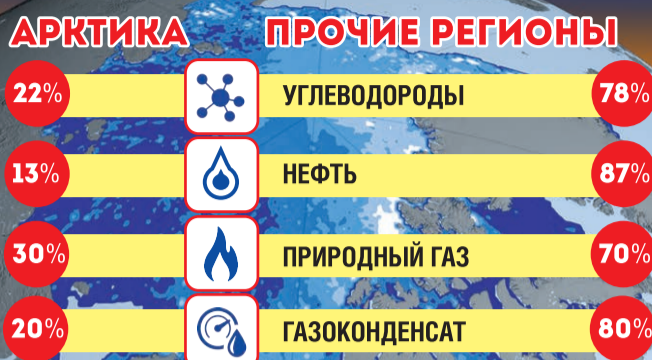 АРКТИКА ПРОЧИЕ РЕГИОНЫ
22% УГЛЕВОДОРОДЫ 78%
13% НЕФТЬ 87%
30% ПРИРОДНЫЙ ГАЗ 70%
20% ГАЗОКОНДЕНСАТ 80%